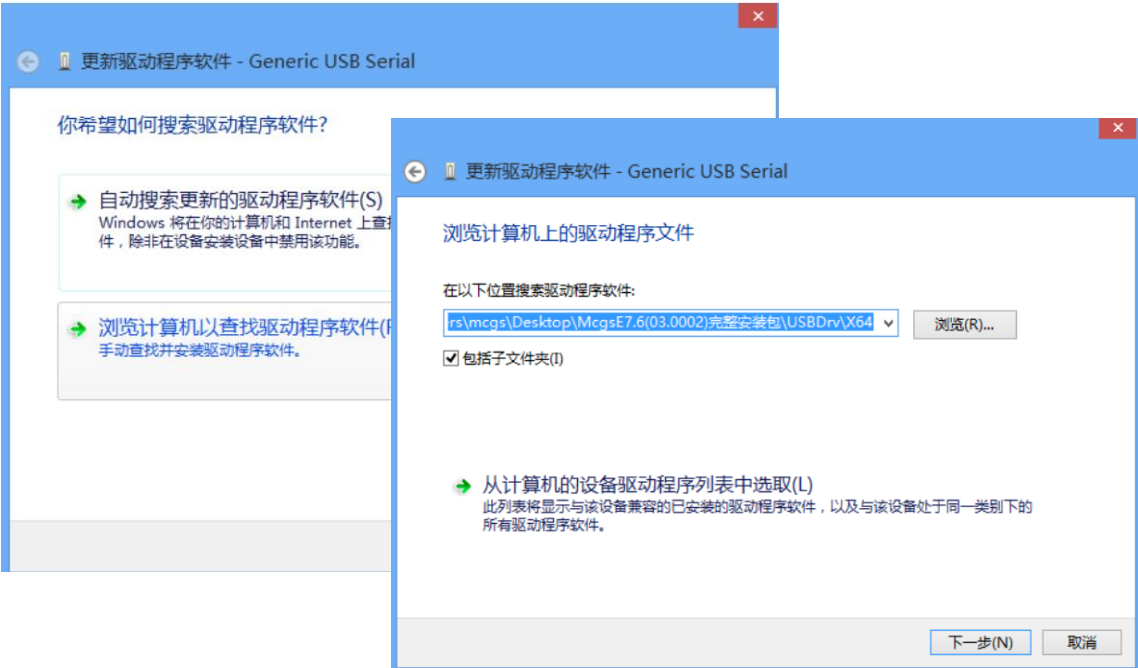 更新驱动程序软件 - Generic USB Serial
你希望如何搜索驱动程序软件?
自动搜索更新的驱动程序软件(S)
Windows 将在你的计算机和 Internet 上查
件，除非在设备安装设备中禁用该功能。
浏览计算机以查找驱动程序软件(
手动查找并安装驱动程序软件。
更新驱动程序软件 - Generic USB Serial
浏览计算机上的驱动程序文件
在以下位置搜索驱动程序软件:
rs\mcgs\Desktop\McgsE7.6(03.0002)完整安装包\USBDrv\X64
浏览(R)...
包括子文件夹(I)
从计算机的设备驱动程序列表中选取(L)
此列表将显示与该设备兼容的已安装的驱动程序软件，以及与该设备处于同一类别下的
所有驱动程序软件。
下一步(N)
取消